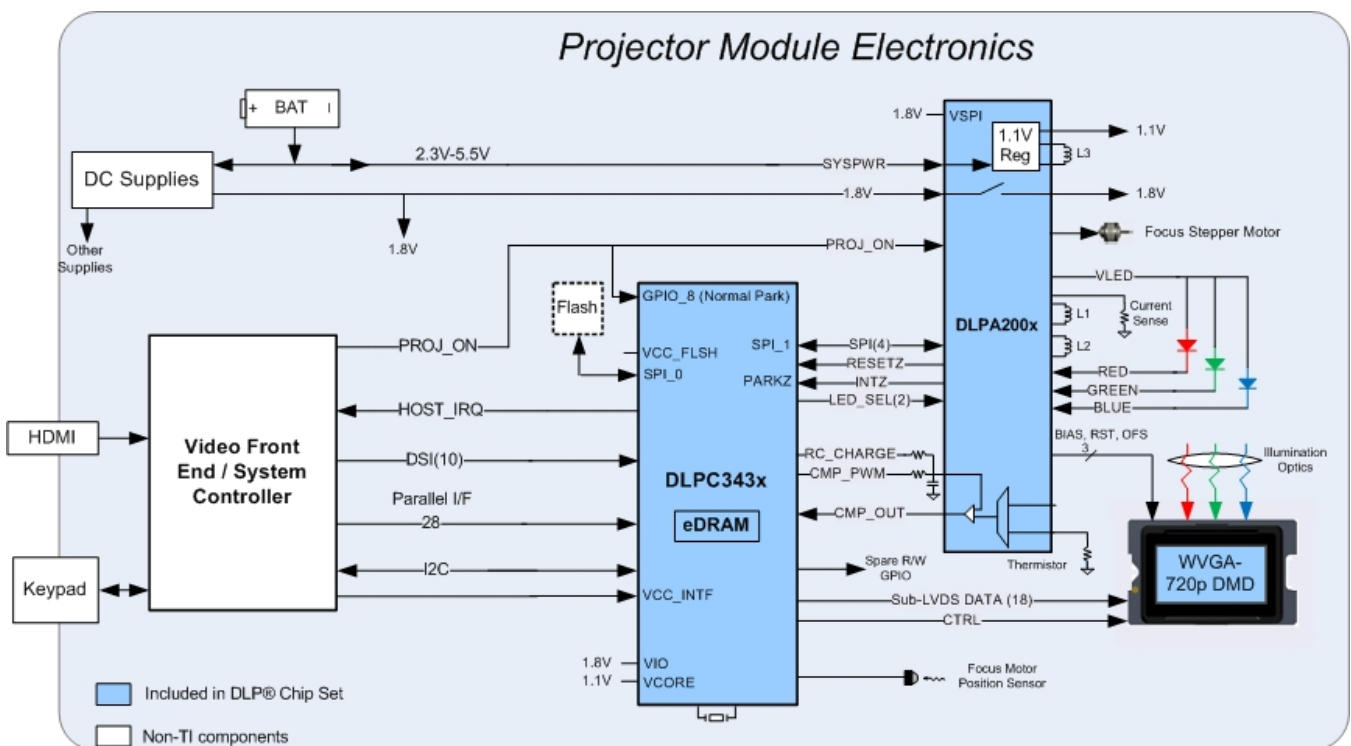 Projector Module Electronics
+ BAT I
DC Supplies
2.3V-5.5V
SYSPWR
1.8V
VSPI
1.1V
Reg
1.1V
L3
1.8V
1.8V
1.8V
Other
Supplies
PROJ_ON
Focus Stepper Motor
DLPA200x
VLED
L1
Current
Sense
L2
RED
GREEN
BLUE
BIAS, RST, OFS
3
Illumination
Optics
Flash
GPIO_8 (Normal Park)
VCC_FLSH
SPI_0
SPI_1
SPI(4)
RESETZ
PARKZ
INTZ
LED_SEL(2)
PROJ_ON
HOST_IRQ
HDMI
Video Front
End / System
Controller
DSI(10)
Parallel I/F
28
DLPC343x
eDRAM
RC_CHARGE
CMP_PWM
CMP_OUT
Thermistor
WVGA-
720p DMD
Keypad
I2C
VCC_INTF
Spare R/W
GPIO
Sub-LVDS DATA (18)
CTRL
1.8V
VIO
1.1V
VCORE
Focus Motor
Position Sensor
Included in DLP® Chip Set
Non-TI components